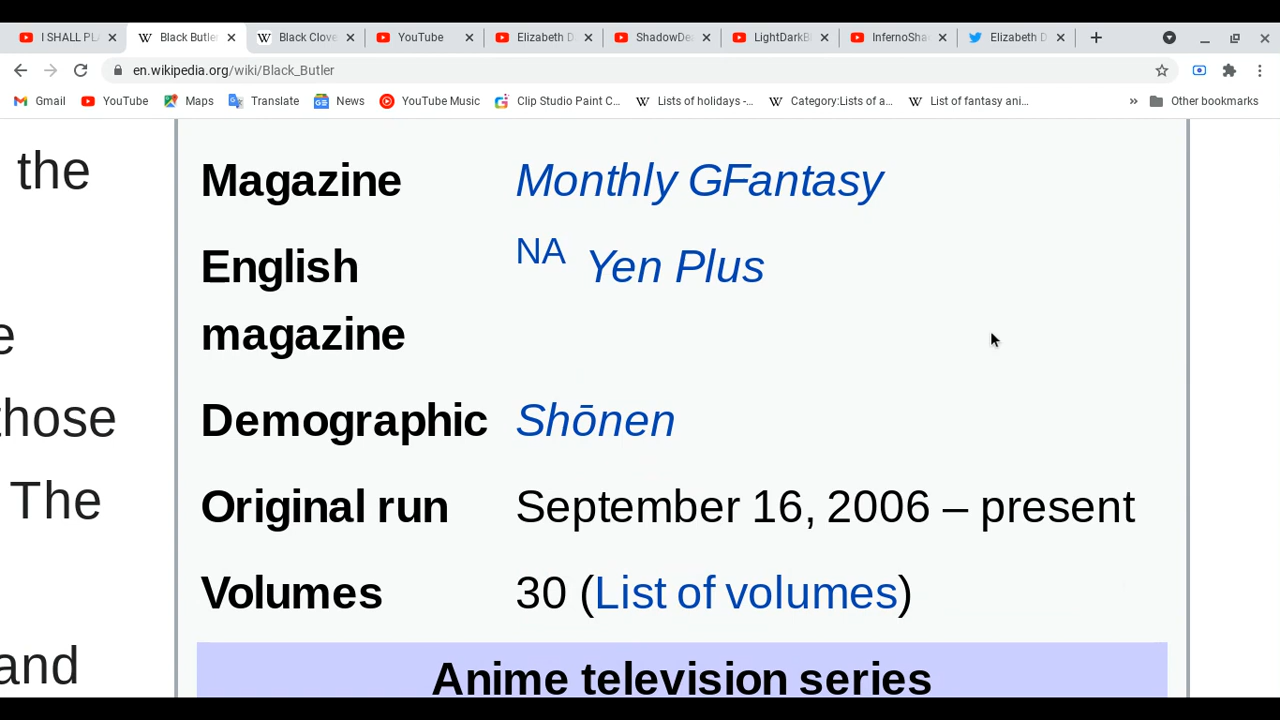 I SHALL PL
Black Butler
Black Clove
YouTube
Elizabeth D
ShadowDe
LightDarkB
InfernoSha
Elizabeth D
en.wikipedia.org/wiki/Black_Butler
Gmail
YouTube
Maps
Translate
News
YouTube Music
Clip Studio Paint C...
Lists of holidays -...
Category:Lists of a...
List of fantasy ani...
» Other bookmarks
the
Magazine Monthly GFantasy
English NA Yen Plus
e magazine
those Demographic Shōnen
The Original run September 16, 2006 – present
Volumes 30 (List of volumes)
and Anime television series